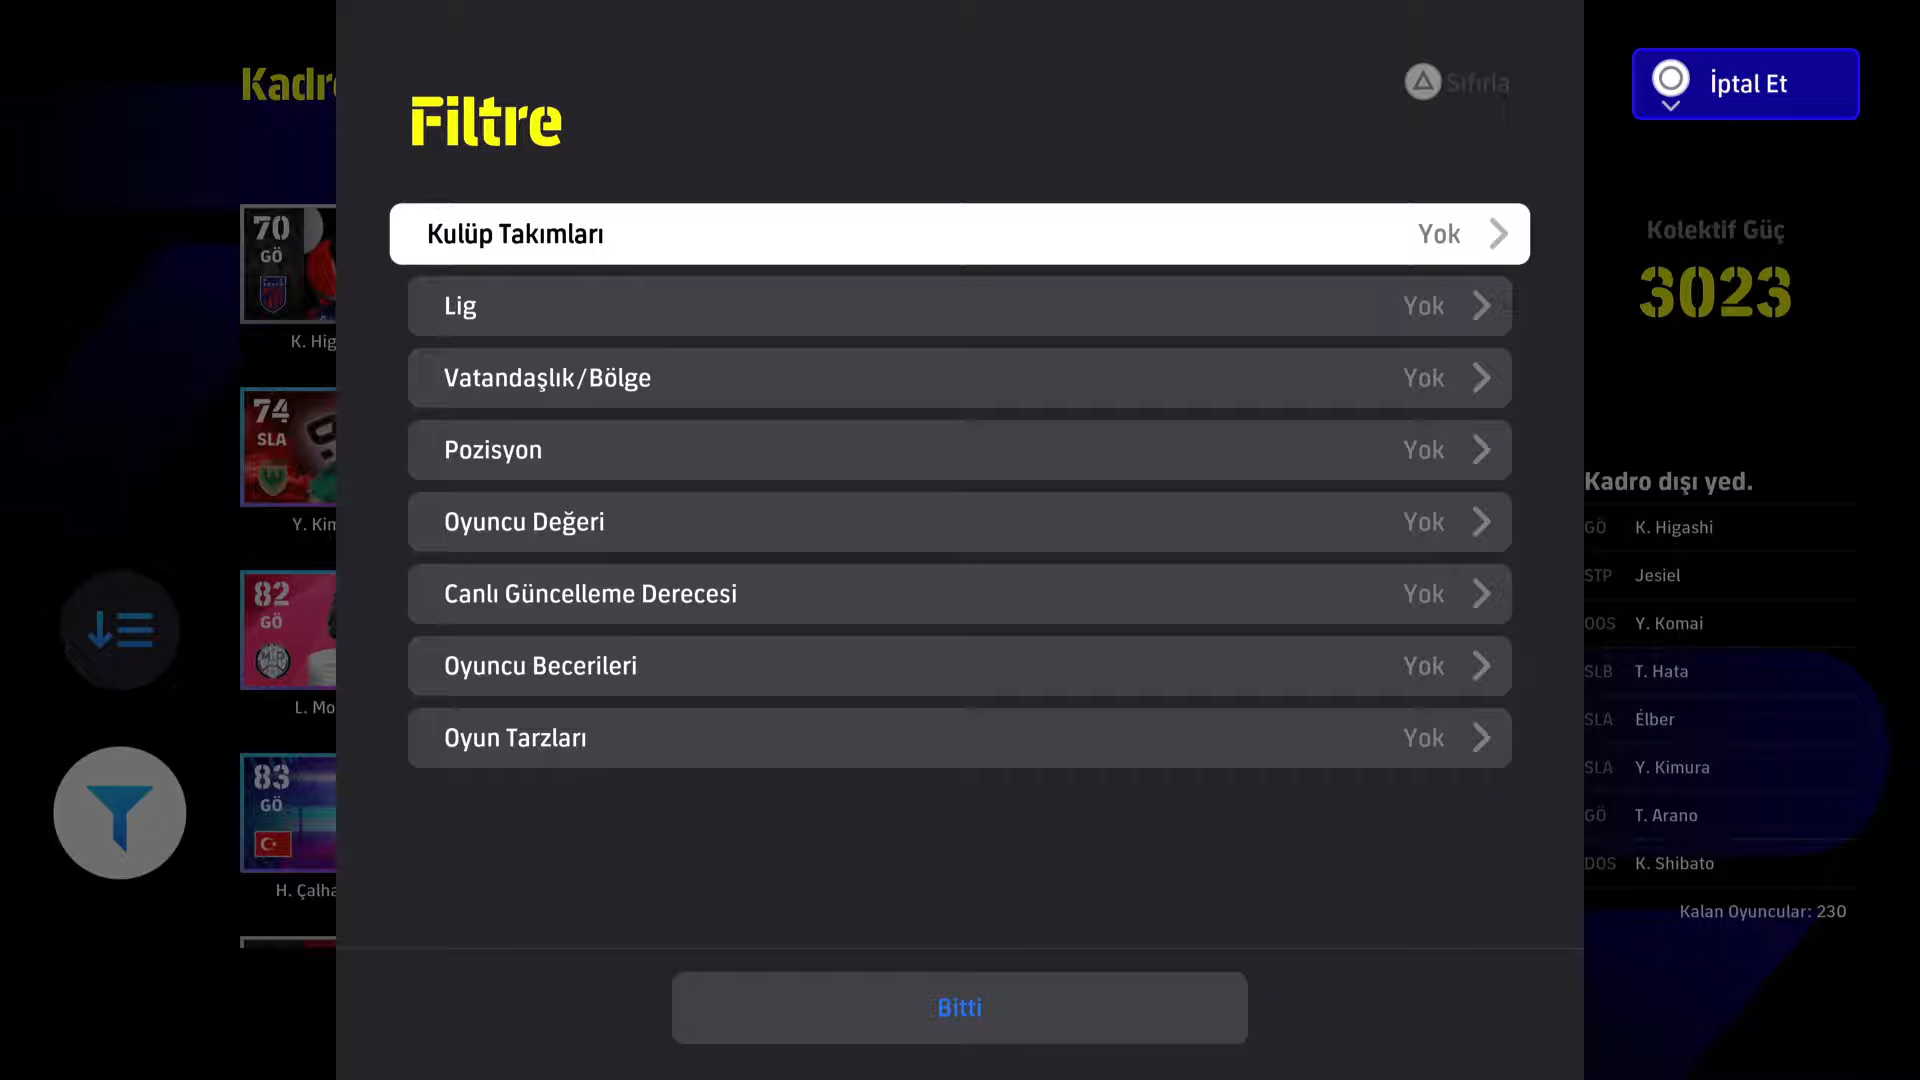 Kadr
Filtre
Sıfırla
İptal Et
70
GÖ
K. Hig
74
SLA
Y. Kim
82
GÖ
L. Mo
83
GÖ
H. Çalha
Kulüp Takımları Yok
Lig Yok
Vatandaşlık/Bölge Yok
Pozisyon Yok
Oyuncu Değeri Yok
Canlı Güncelleme Derecesi Yok
Oyuncu Becerileri Yok
Oyun Tarzları Yok
Bitti
Kolektif Güç
3023
Kadro dışı yed.
GÖ K. Higashi
STP Jesiel
OOS Y. Komai
SLB T. Hata
SLA Élber
SLA Y. Kimura
GÖ T. Arano
DOS K. Shibato
Kalan Oyuncular: 230